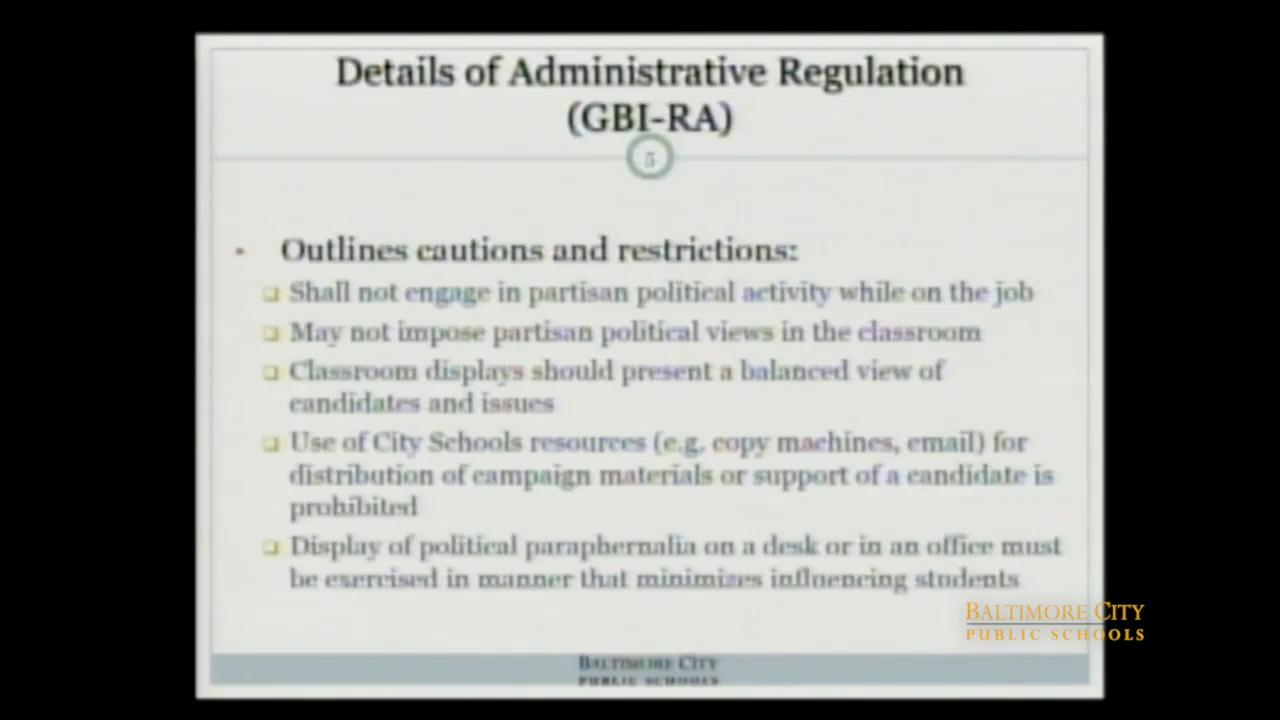 Details of Administrative Regulation
(GBI-RA)
5
Outlines cautions and restrictions:
Shall not engage in partisan political activity while on the job
May not impose partisan political views in the classroom
Classroom displays should present a balanced view of
candidates and issues
Use of City Schools resources (e.g. copy machines, email) for
distribution of campaign materials or support of a candidate is
prohibited
Display of political paraphernalia on a desk or in an office must
be exercised in manner that minimizes influencing students
BALTIMORE CITY
PUBLIC SCHOOLS
BALTIMORE CITY
PUBLIC SCHOOLS